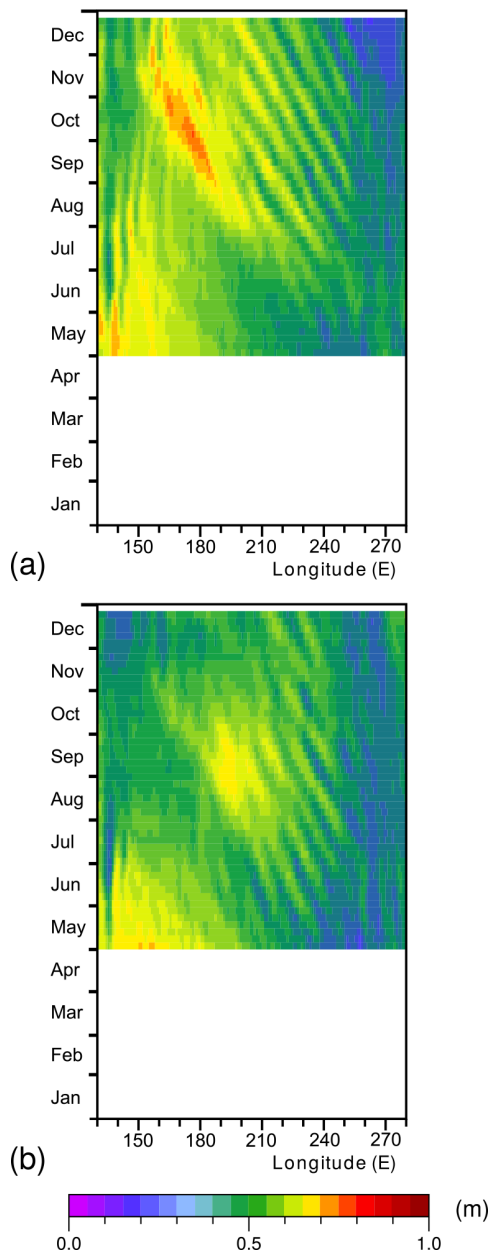 Dec
Nov
Oct
Sep
Aug
Jul
Jun
May
Apr
Mar
Feb
Jan
150 180 210 240 270
(a)
Longitude (E)
Dec
Nov
Oct
Sep
Aug
Jul
Jun
May
Apr
Mar
Feb
Jan
150 180 210 240 270
(b)
Longitude (E)
(m)
0.0 0.5 1.0